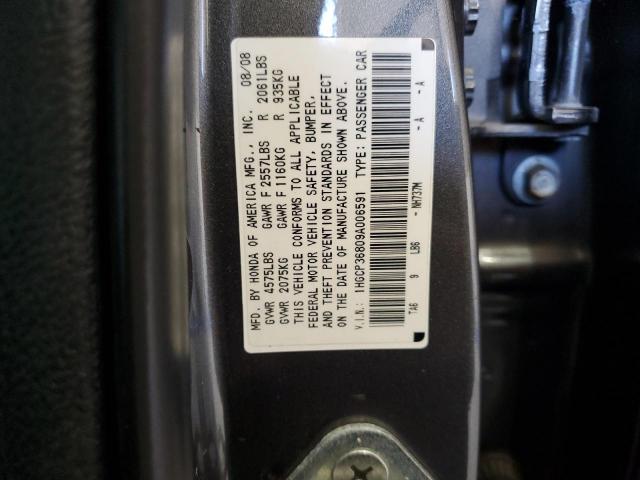 MFD. BY HONDA OF AMERICA MFG., INC. 08/08
GVWR 4575LBS GAWR F 2557LBS R 2061LBS
GVWR 2075KG GAWR F 1160KG R 935KG
THIS VEHICLE CONFORMS TO ALL APPLICABLE
FEDERAL MOTOR VEHICLE SAFETY, BUMPER,
AND THEFT PREVENTION STANDARDS IN EFFECT
ON THE DATE OF MANUFACTURE SHOWN ABOVE.
V.I.N.: 1HGCP36809A006591 TYPE: PASSENGER CAR
TA6 9 LB6 - NH737M - A - A